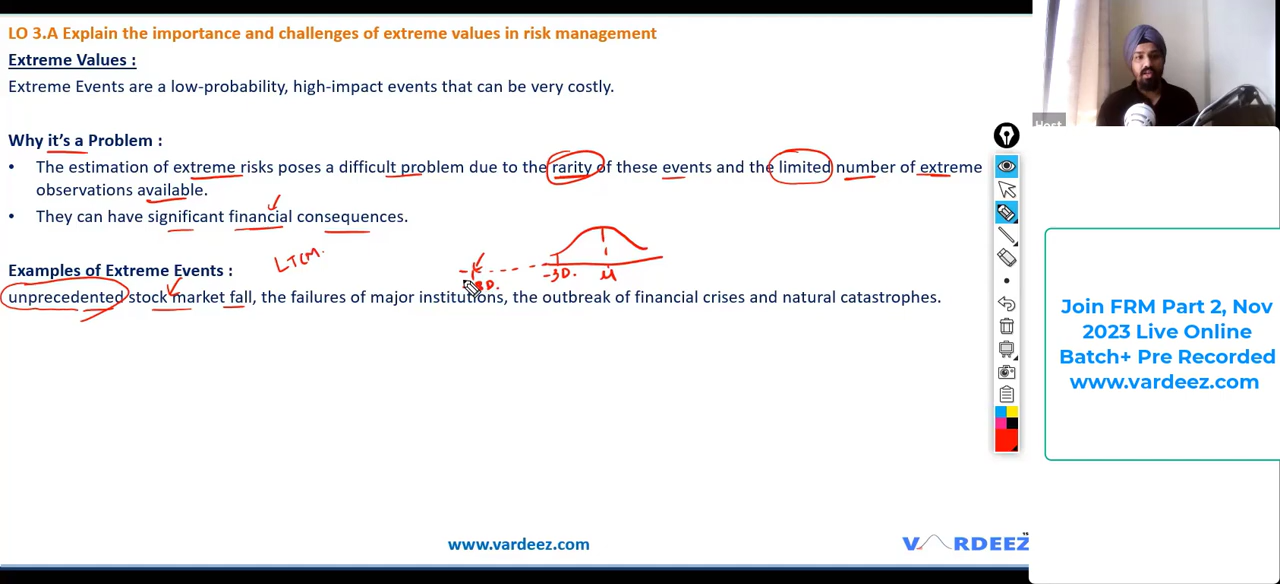 LO 3.A Explain the importance and challenges of extreme values in risk management
Extreme Values :
Extreme Events are a low-probability, high-impact events that can be very costly.
Why it's a Problem :
• The estimation of extreme risks poses a difficult problem due to the rarity of these events and the limited number of extreme
observations available.
• They can have significant financial consequences.
LTCM.
Examples of Extreme Events :
-3D. μ
unprecedented stock market fall, the failures of major institutions, the outbreak of financial crises and natural catastrophes.
Host
Join FRM Part 2, Nov
2023 Live Online
Batch+ Pre Recorded
www.vardeez.com
www.vardeez.com
VARDEEZ